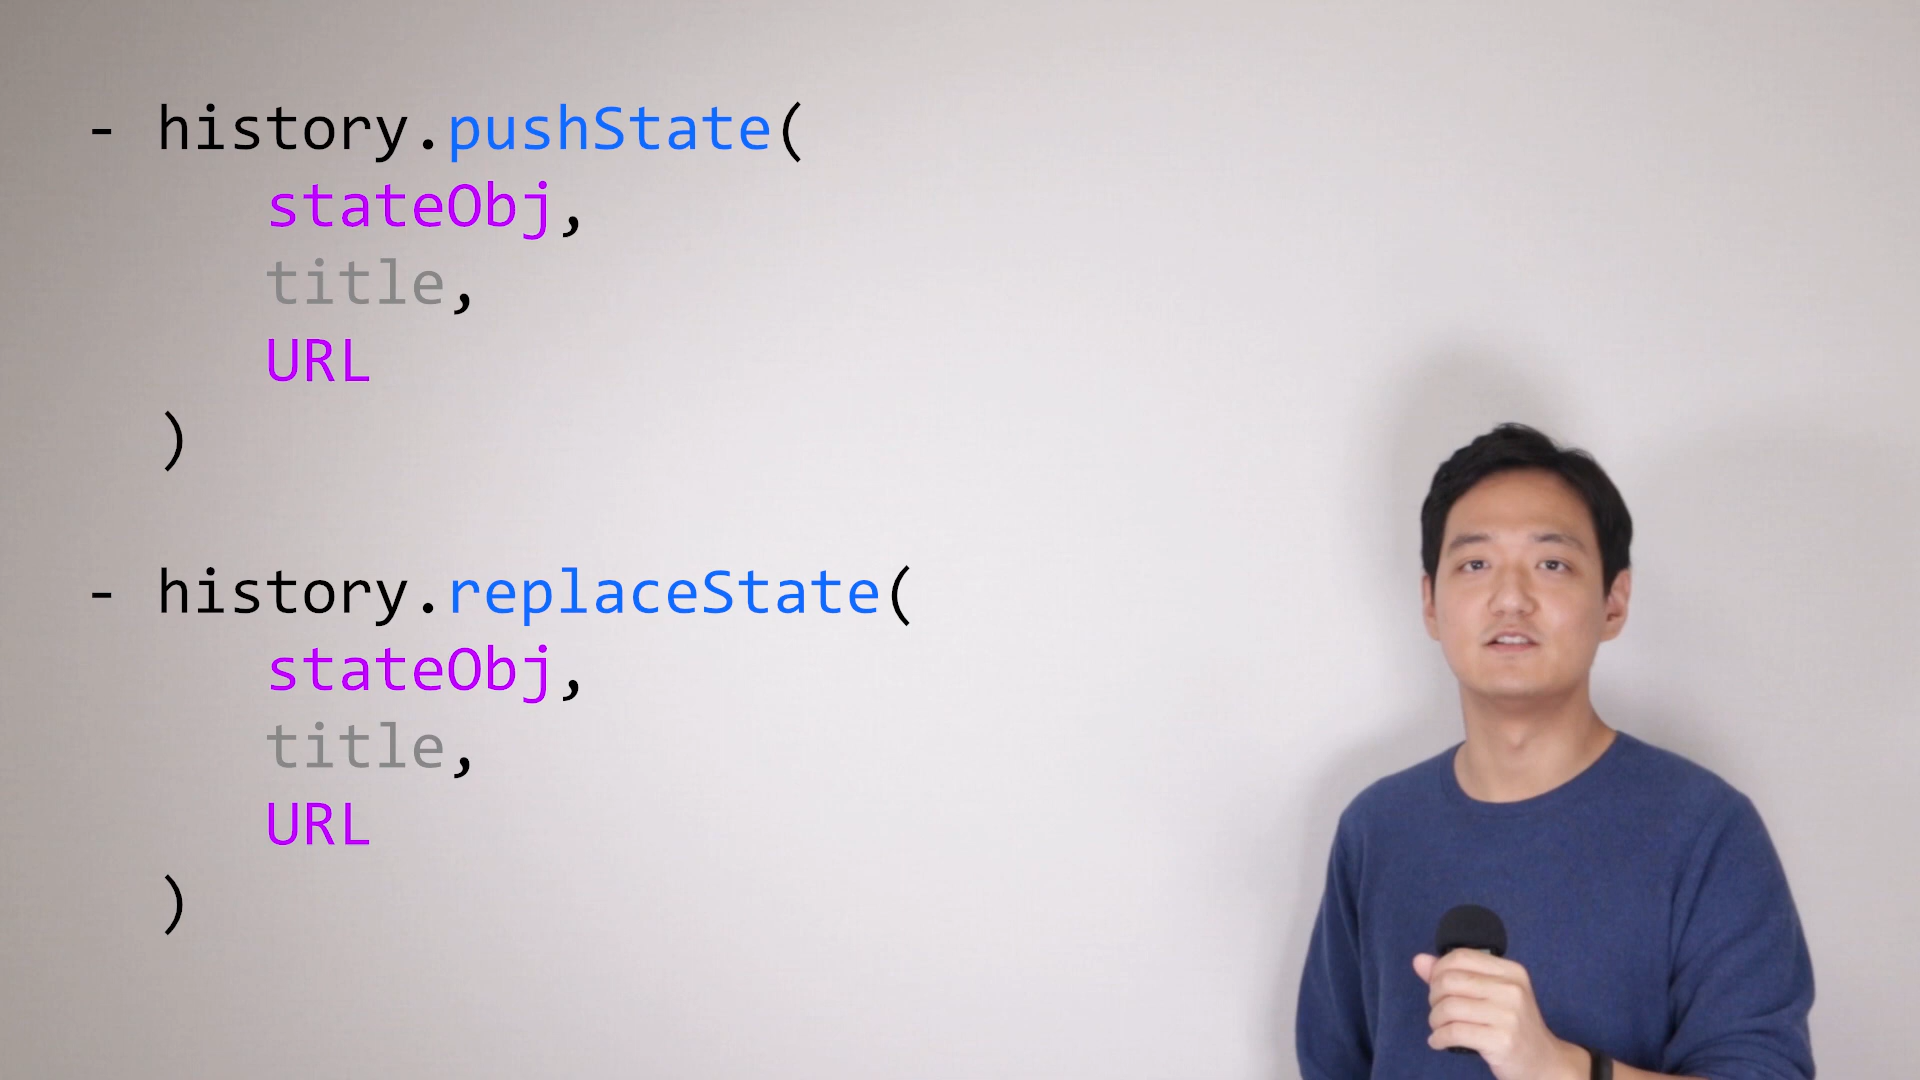 - history.pushState(
stateObj,
title,
URL
)
- history.replaceState(
stateObj,
title,
URL
)